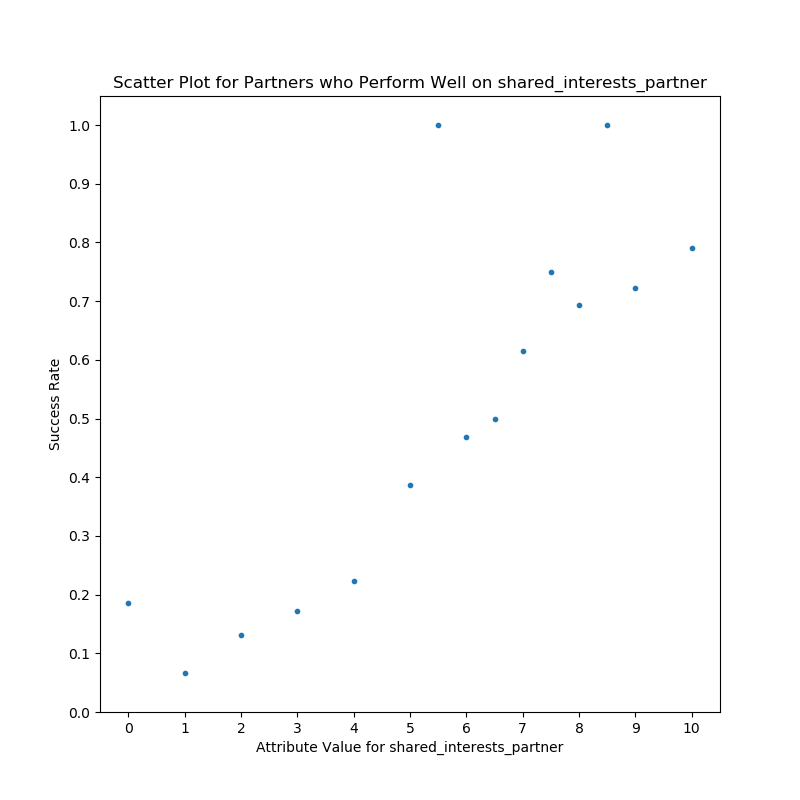 Scatter Plot for Partners who Perform Well on shared_interests_partner
1.0
0.9
0.8
0.7
0.6
0.5
0.4
0.3
0.2
0.1
0.0
Success Rate
0 1 2 3 4 5 6 7 8 9 10
Attribute Value for shared_interests_partner